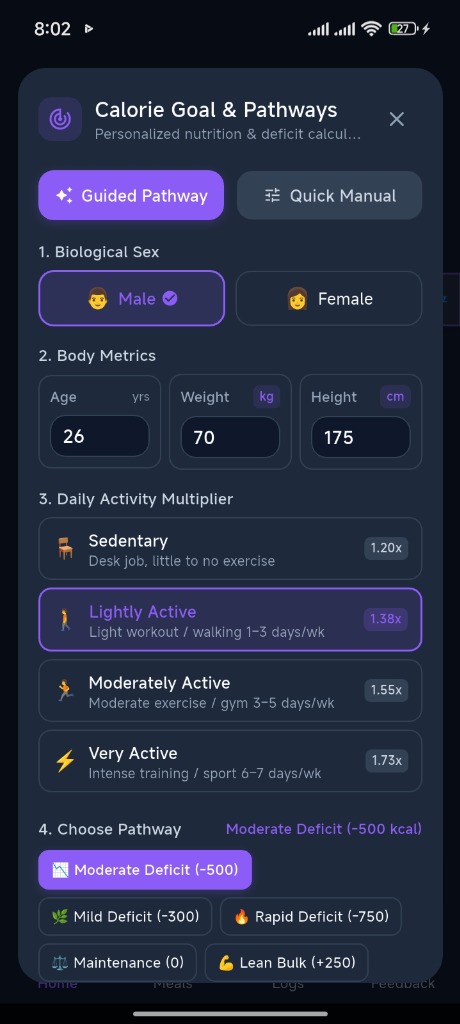 8:02
27
Calorie Goal & Pathways
Personalized nutrition & deficit calcul...
Guided Pathway
Quick Manual
1. Biological Sex
Male
Female
2. Body Metrics
Age yrs
Weight kg
Height cm
26
70
175
3. Daily Activity Multiplier
Sedentary
Desk job, little to no exercise
1.20x
Lightly Active
Light workout / walking 1–3 days/wk
1.38x
Moderately Active
Moderate exercise / gym 3–5 days/wk
1.55x
Very Active
Intense training / sport 6–7 days/wk
1.73x
4. Choose Pathway
Moderate Deficit (-500 kcal)
Moderate Deficit (-500)
Mild Deficit (-300)
Rapid Deficit (-750)
Maintenance (0)
Lean Bulk (+250)
Home
Meals
Logs
Feedback